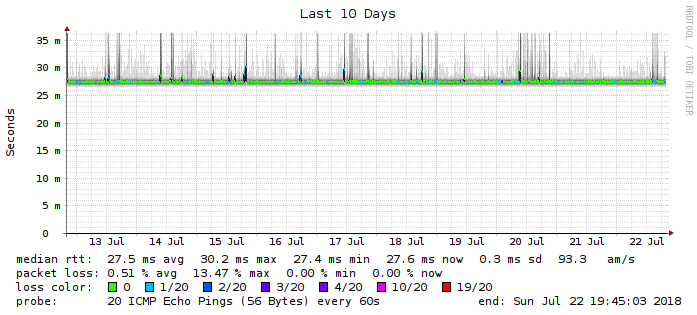 Last 10 Days
RRDTOOL / TOBI OETIKER
Seconds
35 m
30 m
25 m
20 m
15 m
10 m
5 m
0
13 Jul 14 Jul 15 Jul 16 Jul 17 Jul 18 Jul 19 Jul 20 Jul 21 Jul 22 Jul
median rtt: 27.5 ms avg 30.2 ms max 27.4 ms min 27.6 ms now 0.3 ms sd 93.3 am/s
packet loss: 0.51 % avg 13.47 % max 0.00 % min 0.00 % now
loss color: 0 1/20 2/20 3/20 4/20 10/20 19/20
probe: 20 ICMP Echo Pings (56 Bytes) every 60s end: Sun Jul 22 19:45:03 2018